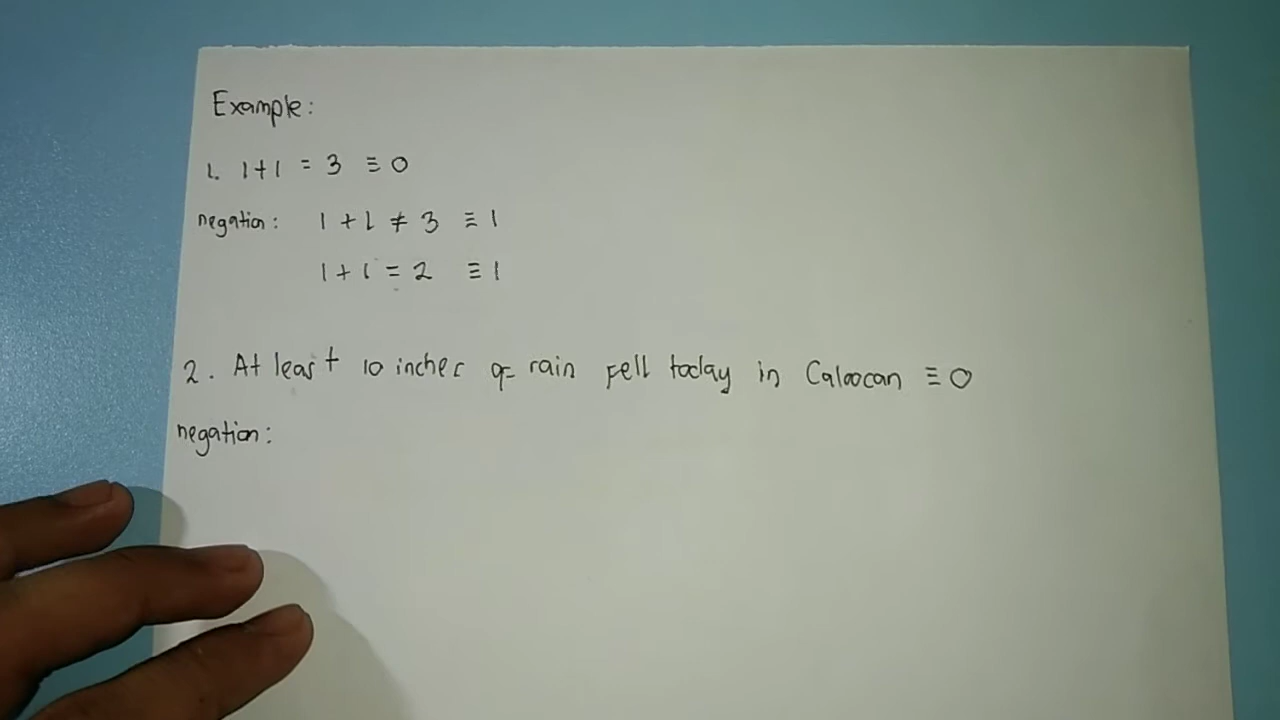 Example:
1. 1+1 = 3 ≡ 0
negation: 1 + 1 ≠ 3 ≡ 1
1 + 1 = 2 ≡ 1
2. At least 10 inches of rain fell today in Caloocan ≡ 0
negation: